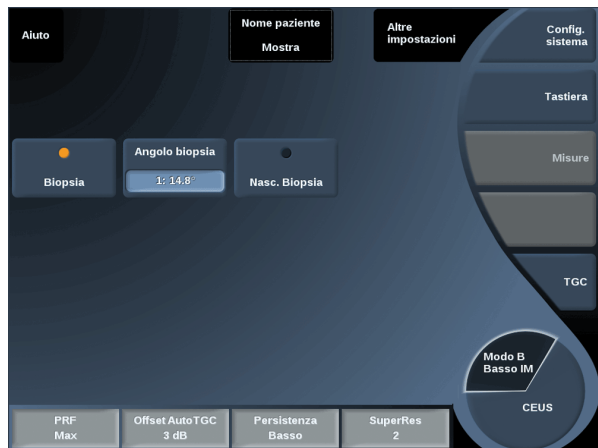 Aiuto
Nome paziente
Mostra
Altre
impostazioni
Config.
sistema
Tastiera
Misure
Biopsia
Angolo biopsia
1: 14.8°
Nasc. Biopsia
TGC
Modo B
Basso IM
CEUS
PRF
Max
Offset AutoTGC
3 dB
Persistenza
Basso
SuperRes
2